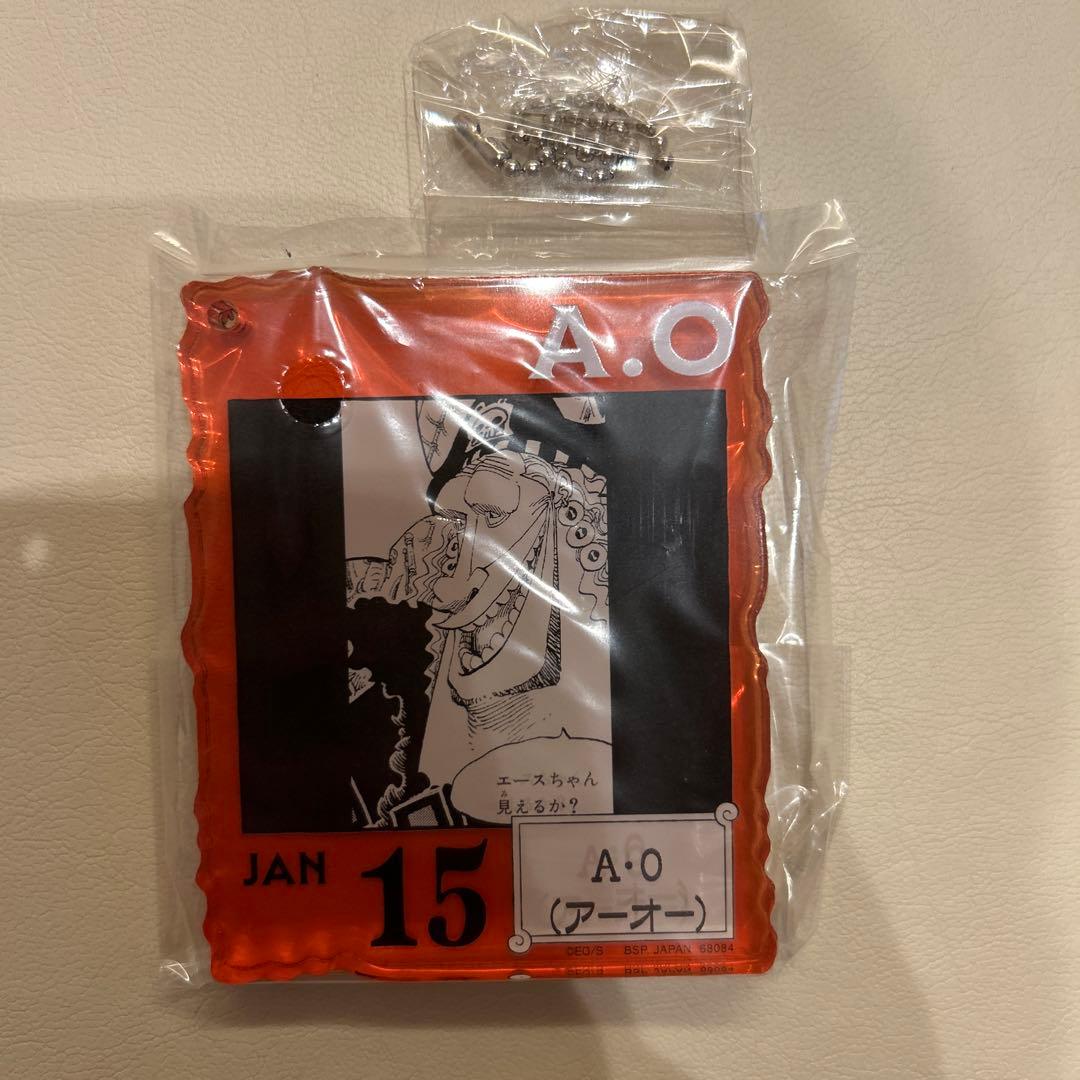 A.O
エースちゃん
見えるか?
JAN 15
A・O
(アーオー)
©EO/S BSP. JAPAN 68084